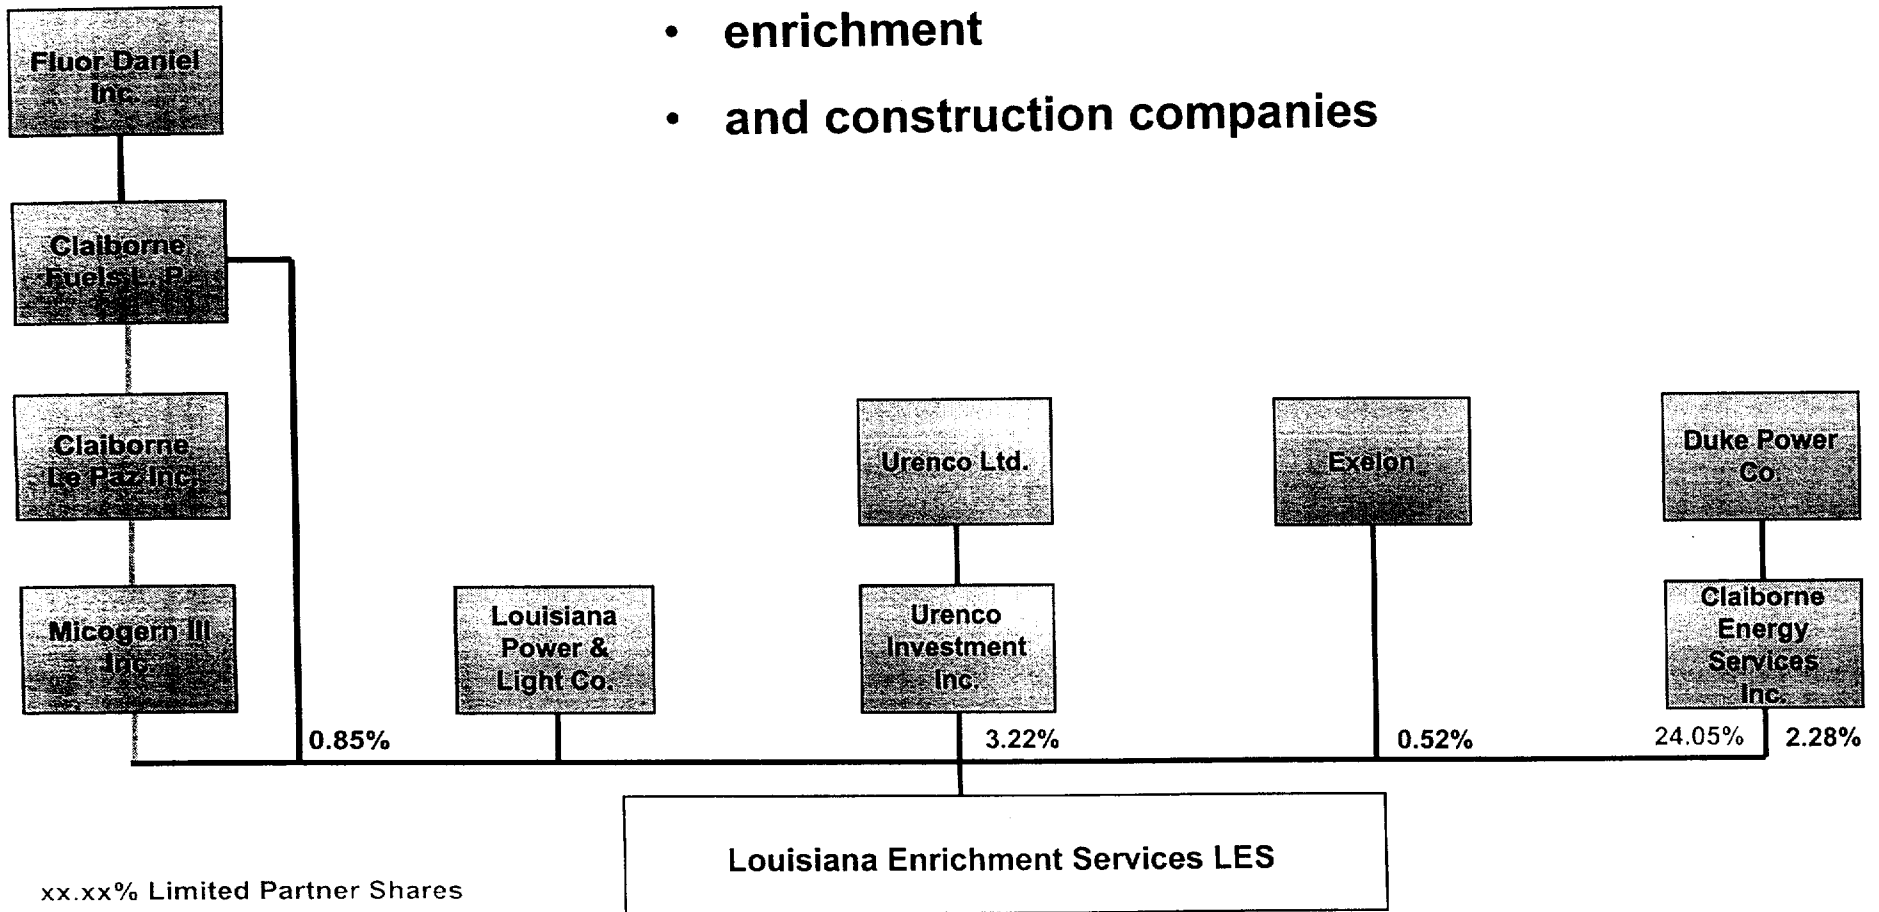 • enrichment
• and construction companies
Fluor Daniel
Inc.
Claiborne
Fuels L. P.
Claiborne
Le Paz Inc.
Urenco Ltd.
Exelon
Duke Power
Co.
Micogern III
Inc.
Louisiana
Power &
Light Co.
Urenco
Investment
Inc.
Claiborne
Energy
Services
Inc.
0.85%
3.22%
0.52%
24.05% 2.28%
Louisiana Enrichment Services LES
xx.xx% Limited Partner Shares